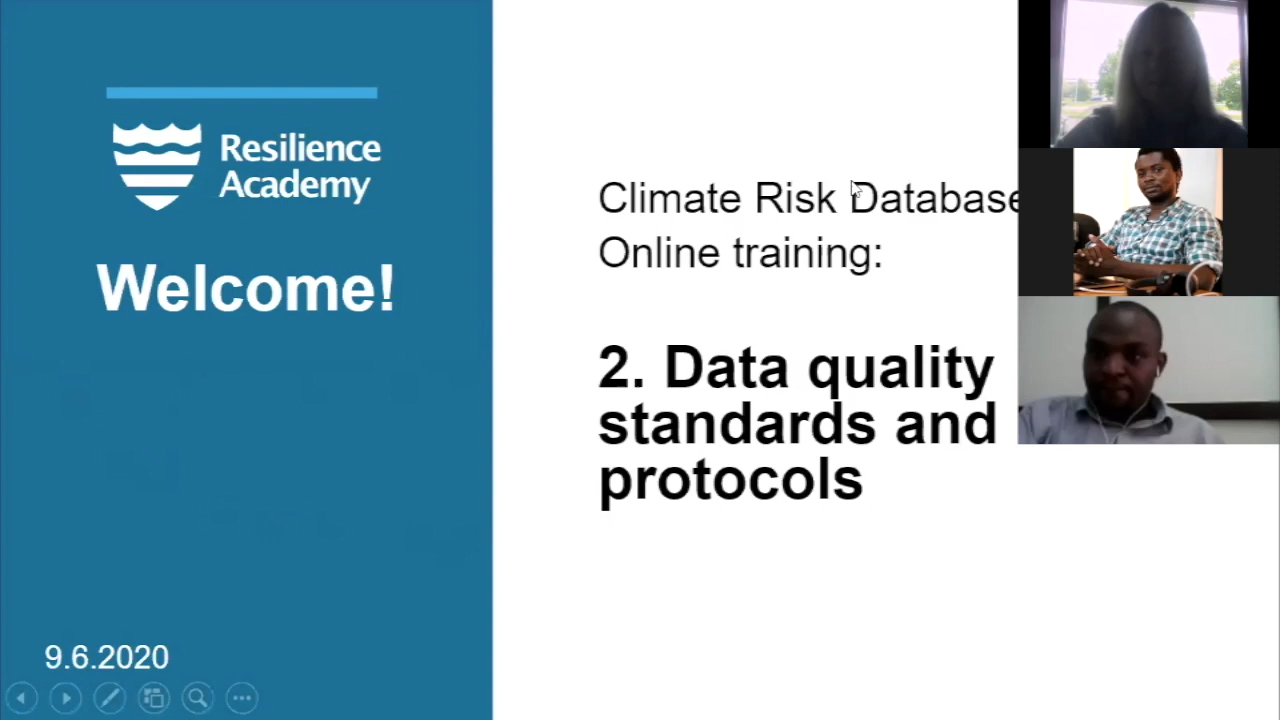 Resilience
Academy
Welcome!
9.6.2020
Climate Risk Database
Online training:
2. Data quality
standards and
protocols